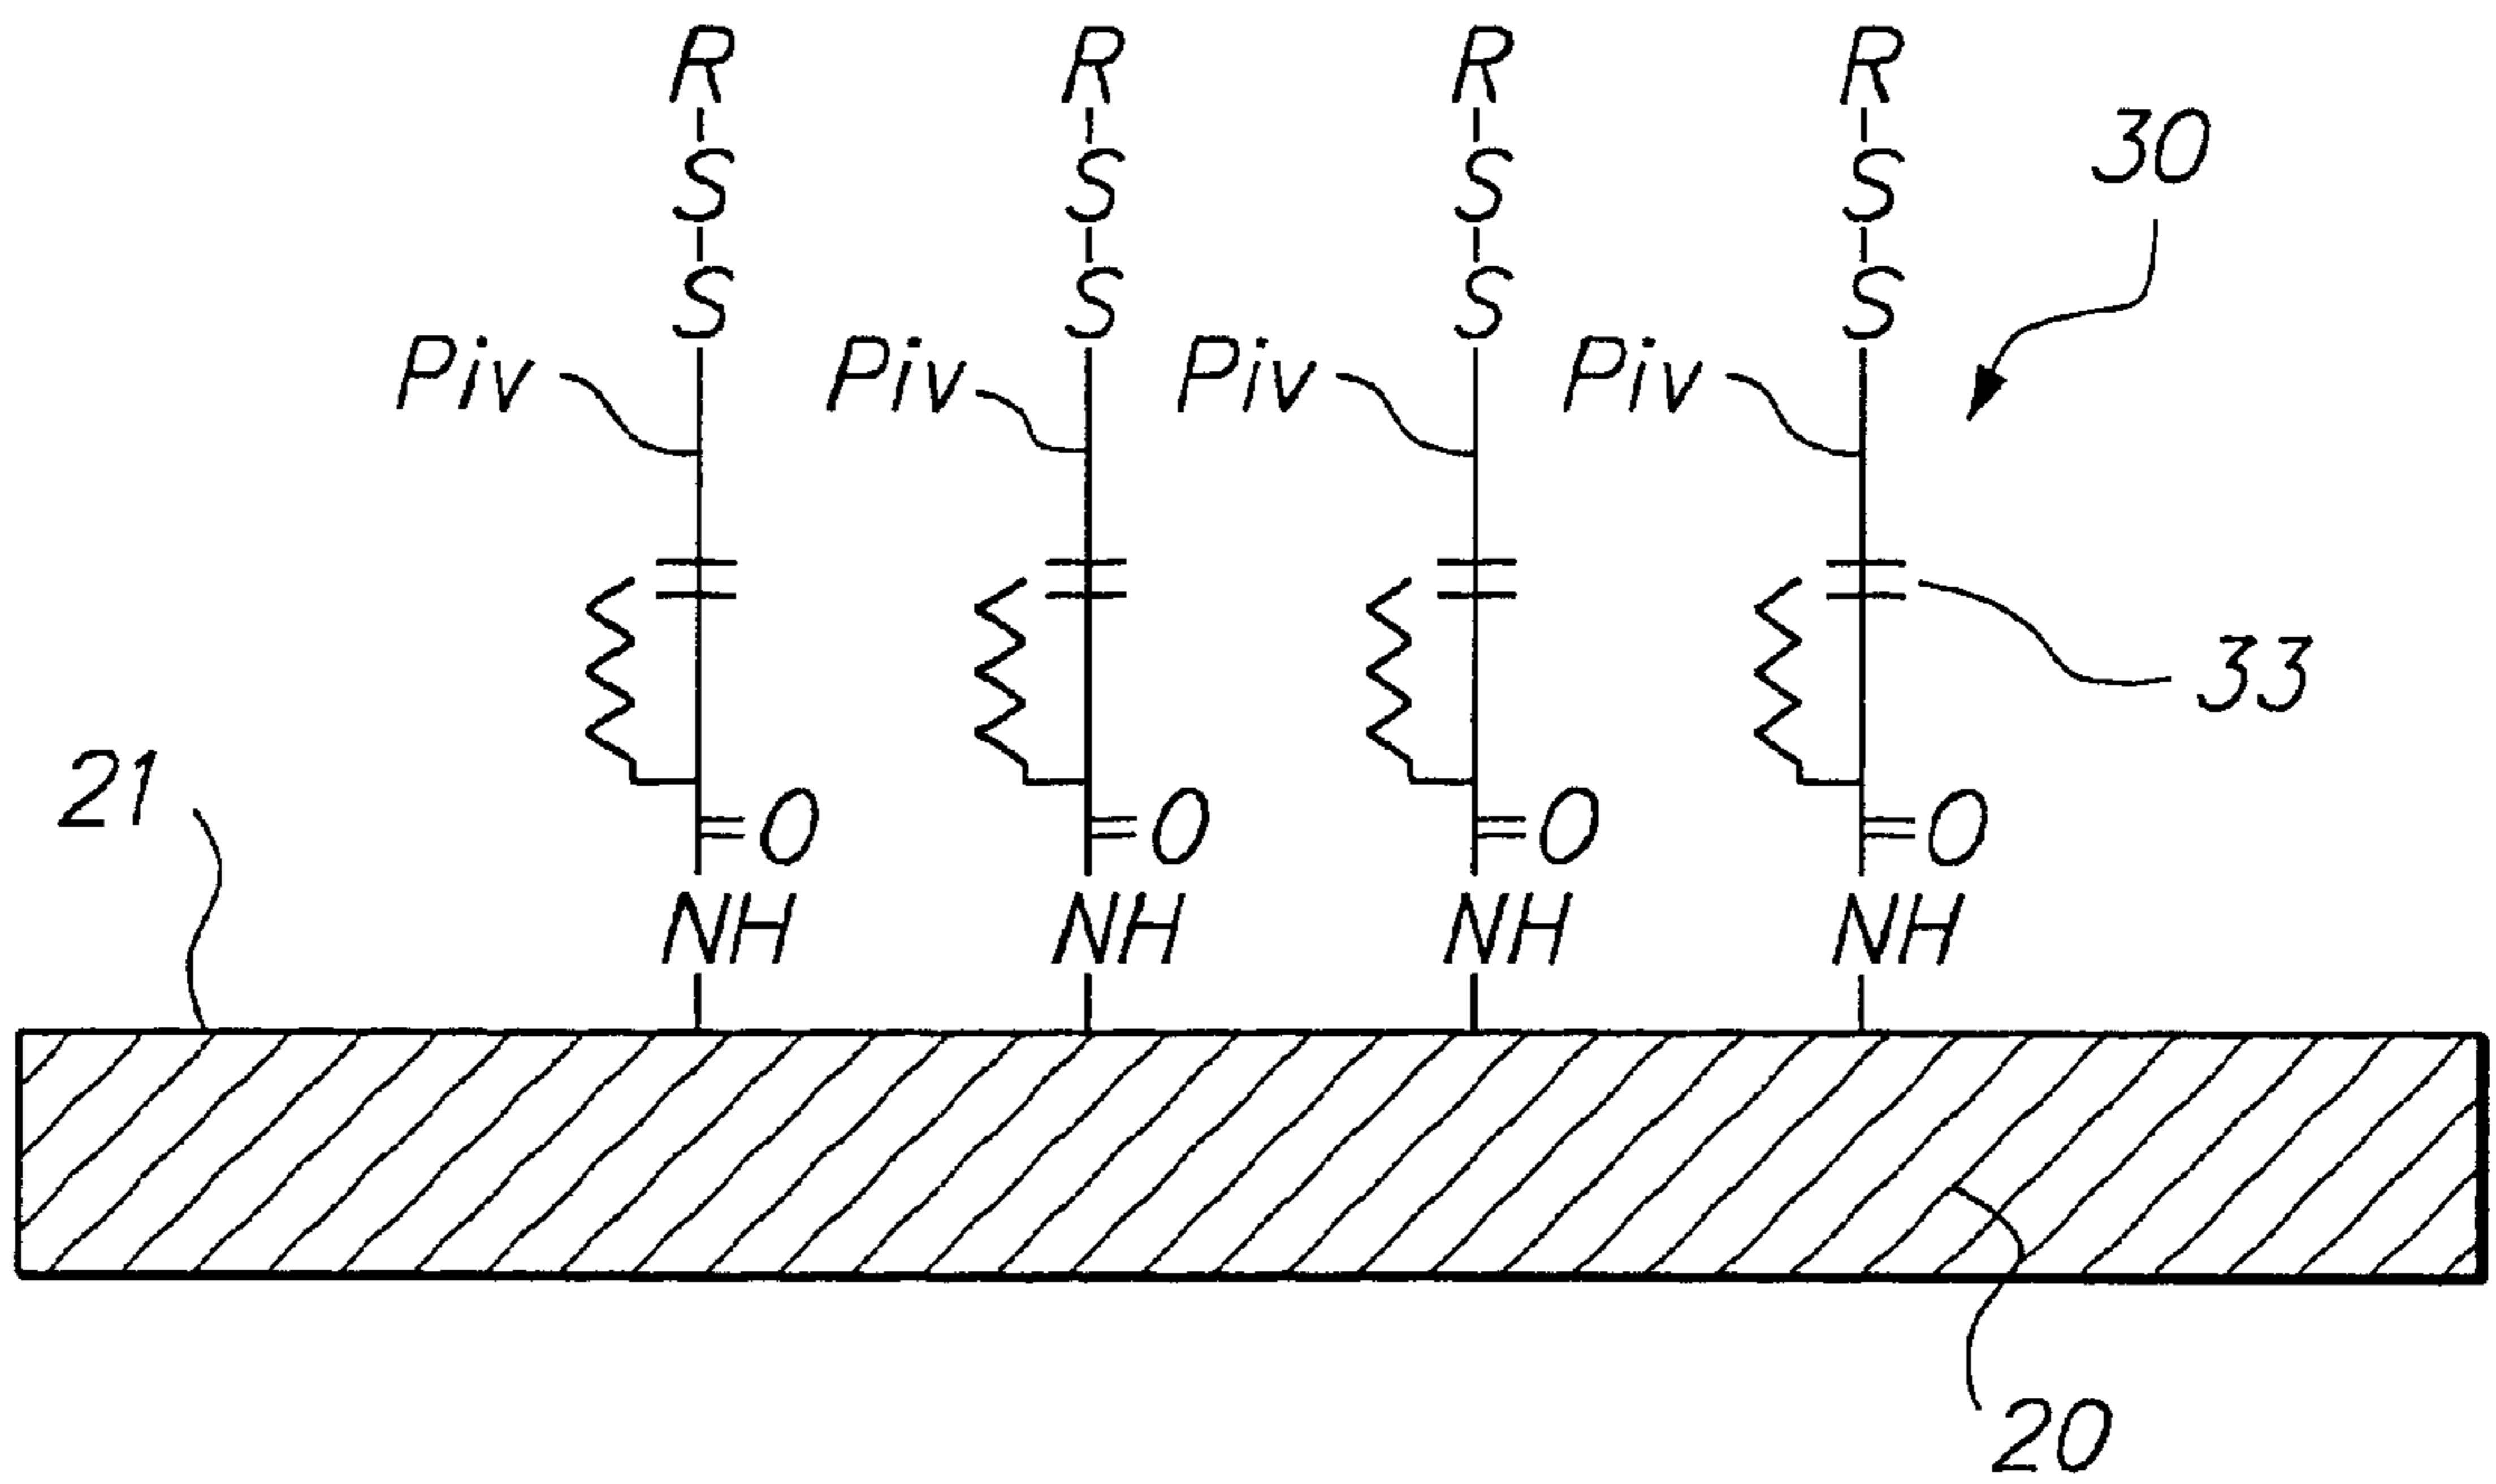 R R R R
30
S S S S
S S S S
Piv Piv Piv Piv
33
21
O O O O
NH NH NH NH
20